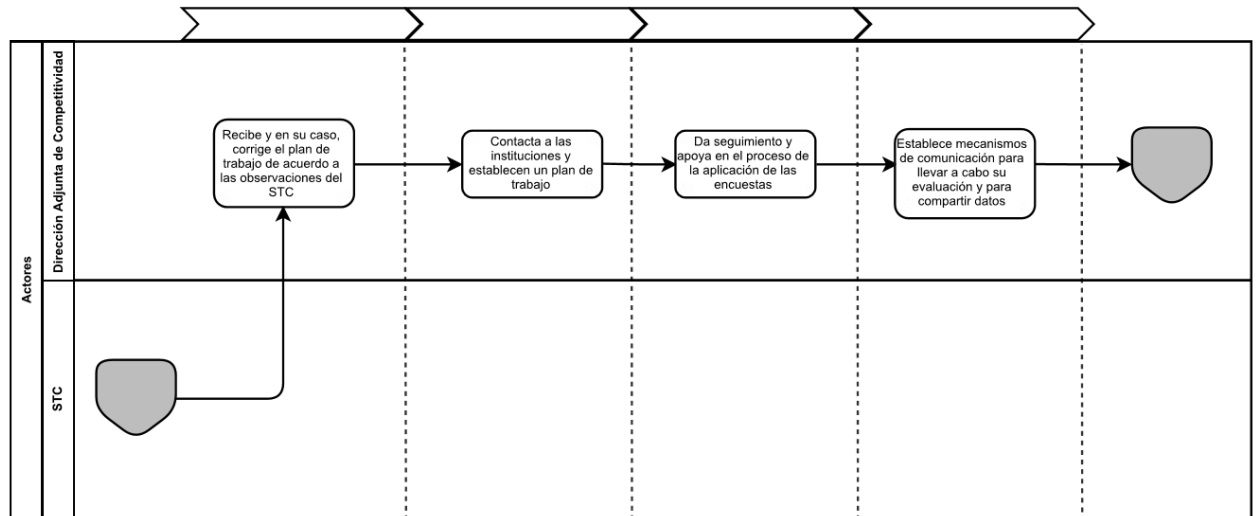 Actores
Dirección Adjunta de Competitividad
STC
Recibe y en su caso,
corrige el plan de
trabajo de acuerdo a
las observaciones del
STC
Contacta a las
instituciones y
establecen un plan de
trabajo
Da seguimiento y
apoya en el proceso de
la aplicación de las
encuestas
Establece mecanismos
de comunicación para
llevar a cabo su
evaluación y para
compartir datos